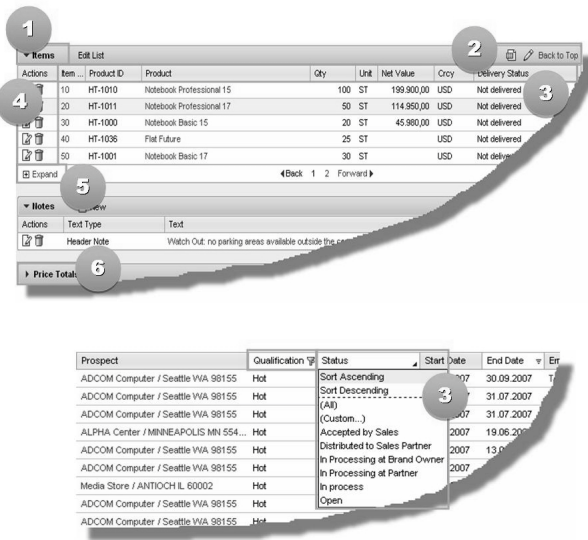 1
2
Items Edit List Back to Top
Actions Item ... Product ID Product Qty Unit Net Value Crcy Delivery Status
3
4
10 HT-1010 Notebook Professional 15 100 ST 199.900,00 USD Not delivered
20 HT-1011 Notebook Professional 17 50 ST 114.950,00 USD Not delivered
30 HT-1000 Notebook Basic 15 20 ST 45.980,00 USD Not delivered
40 HT-1036 Flat Future 25 ST USD Not delivered
50 HT-1001 Notebook Basic 17 30 ST USD Not delivered
Expand Back 1 2 Forward
5
Notes New
Actions Text Type Text
Header Note Watch Out: no parking areas available outside the
6
Price Totals
Prospect Qualification Status Start Date End Date
ADCOM Computer / Seattle WA 98155 Hot Sort Ascending 2007 30.09.2007
ADCOM Computer / Seattle WA 98155 Hot Sort Descending 2007 31.07.2007
3
(All)
ADCOM Computer / Seattle WA 98155 Hot (Custom...) 2007 31.07.2007
ALPHA Center / MINNEAPOLIS MN 554... Hot Accepted by Sales 2007 19.06.2007
Distributed to Sales Partner
ADCOM Computer / Seattle WA 98155 Hot In Processing at Brand Owner 2007
ADCOM Computer / Seattle WA 98155 Hot In Processing at Partner 2007
Media Store / ANTIOCH IL 60002 Hot In process
ADCOM Computer / Seattle WA 98155 Hot Open
ADCOM Computer / Seattle WA 98155 Hot